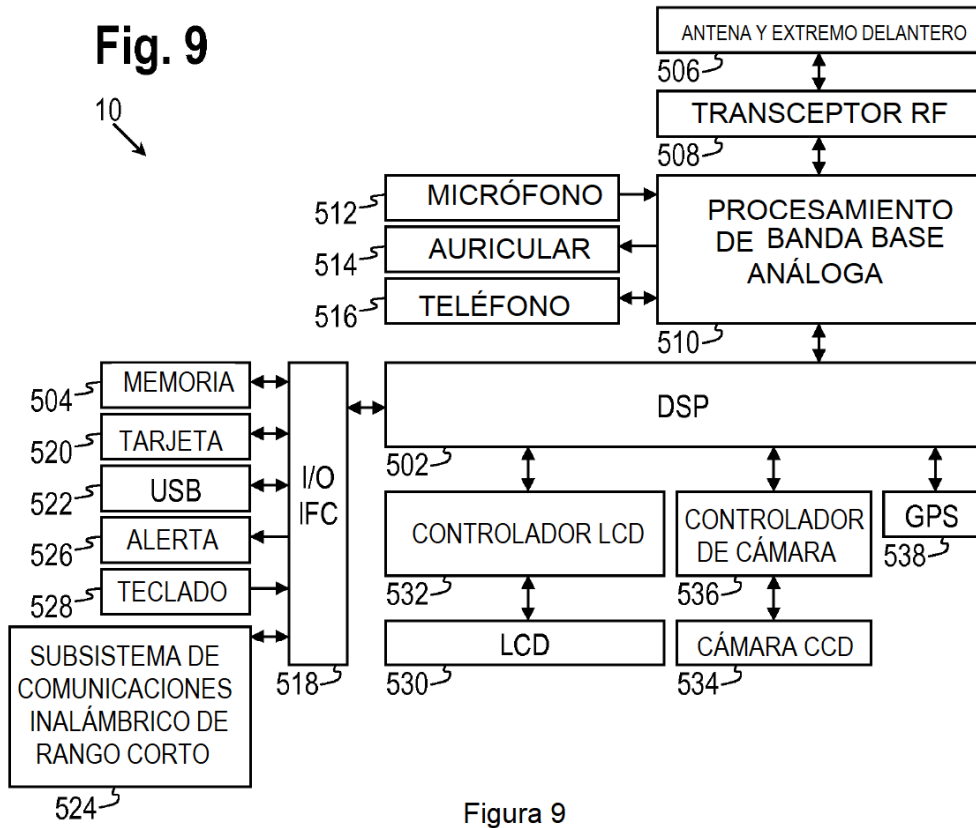 Fig. 9
10
ANTENA Y EXTREMO DELANTERO
506
TRANSCEPTOR RF
508
MICRÓFONO
512
AURICULAR
514
TELÉFONO
516
PROCESAMIENTO
DE BANDA BASE
ANÁLOGA
510
MEMORIA
504
TARJETA
520
USB
522
ALERTA
526
TECLADO
528
SUBSISTEMA DE
COMUNICACIONES
INALÁMBRICO DE
RANGO CORTO
524
I/O
IFC
518
DSP
502
CONTROLADOR LCD
532
CONTROLADOR
DE CÁMARA
536
GPS
538
LCD
530
CÁMARA CCD
534
Figura 9